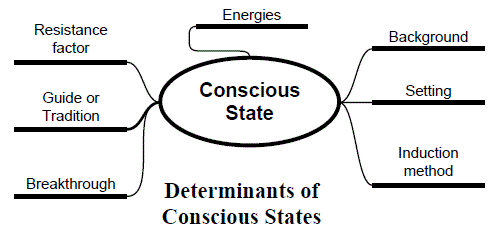 Energies
Resistance
factor
Background
Conscious
State
Guide or
Tradition
Setting
Induction
method
Breakthrough
Determinants of
Conscious States